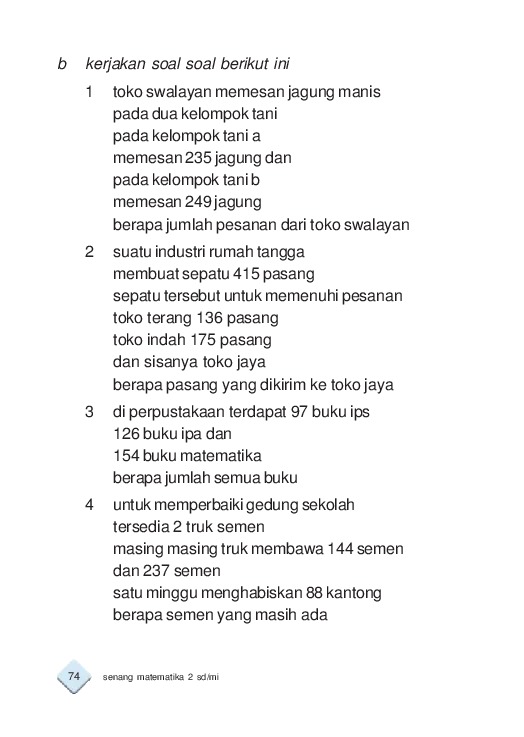 b kerjakan soal soal berikut ini
1 toko swalayan memesan jagung manis
pada dua kelompok tani
pada kelompok tani a
memesan 235 jagung dan
pada kelompok tani b
memesan 249 jagung
berapa jumlah pesanan dari toko swalayan
2 suatu industri rumah tangga
membuat sepatu 415 pasang
sepatu tersebut untuk memenuhi pesanan
toko terang 136 pasang
toko indah 175 pasang
dan sisanya toko jaya
berapa pasang yang dikirim ke toko jaya
3 di perpustakaan terdapat 97 buku ips
126 buku ipa dan
154 buku matematika
berapa jumlah semua buku
4 untuk memperbaiki gedung sekolah
tersedia 2 truk semen
masing masing truk membawa 144 semen
dan 237 semen
satu minggu menghabiskan 88 kantong
berapa semen yang masih ada
74 senang matematika 2 sd/mi